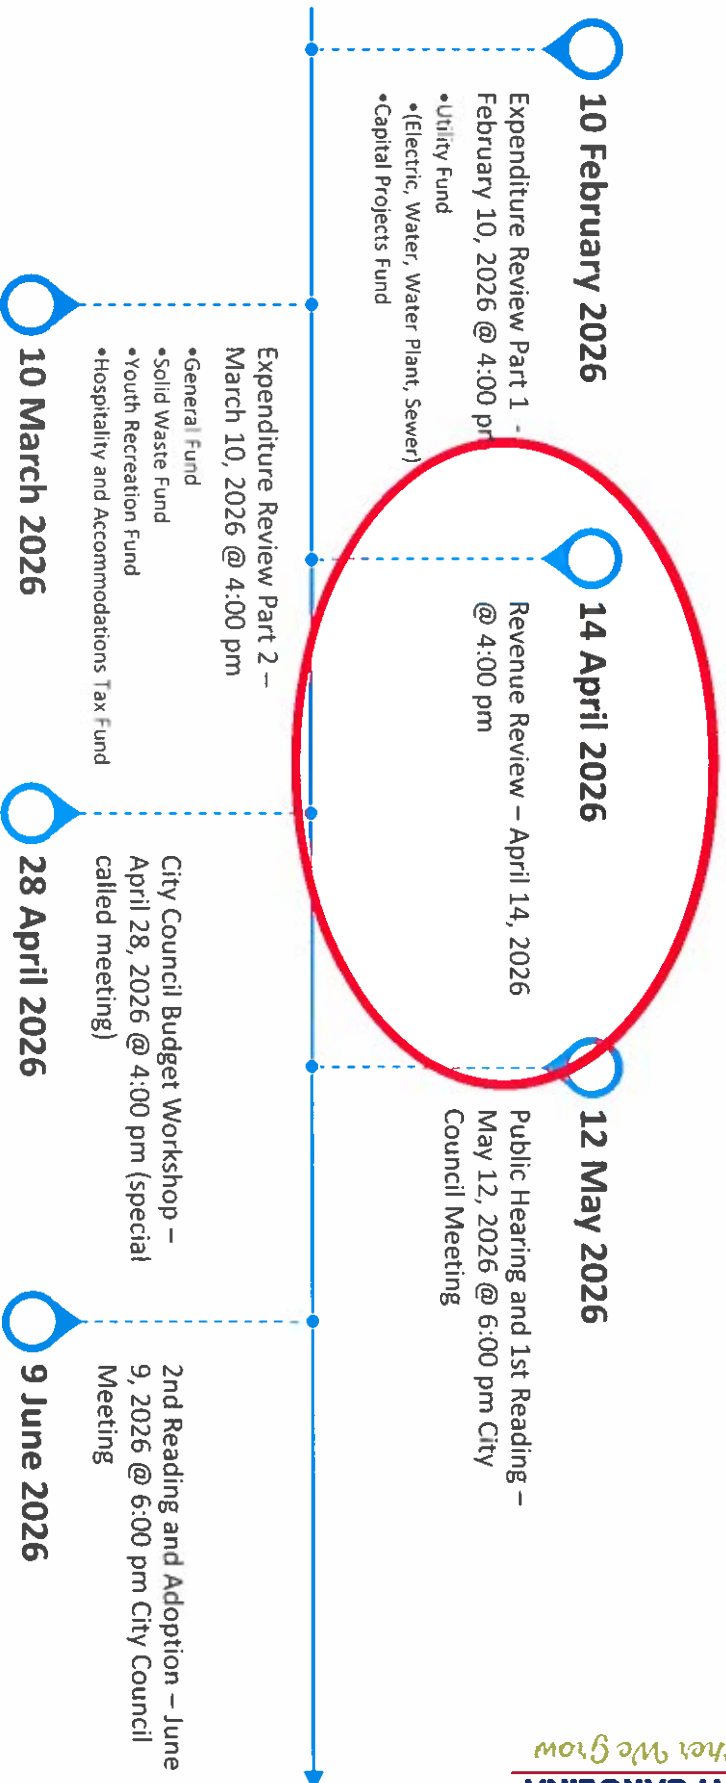 10 February 2026
Expenditure Review Part 1 -
February 10, 2026 @ 4:00 pm
•Utility Fund
•(Electric, Water, Water Plant, Sewer)
•Capital Projects Fund
10 March 2026
Expenditure Review Part 2 –
March 10, 2026 @ 4:00 pm
•General Fund
•Solid Waste Fund
•Youth Recreation Fund
•Hospitality and Accommodations Tax Fund
14 April 2026
Revenue Review – April 14, 2026
@ 4:00 pm
28 April 2026
City Council Budget Workshop –
April 28, 2026 @ 4:00 pm (special
called meeting)
12 May 2026
Public Hearing and 1st Reading –
May 12, 2026 @ 6:00 pm City
Council Meeting
9 June 2026
2nd Reading and Adoption – June
9, 2026 @ 6:00 pm City Council
Meeting
We Grow